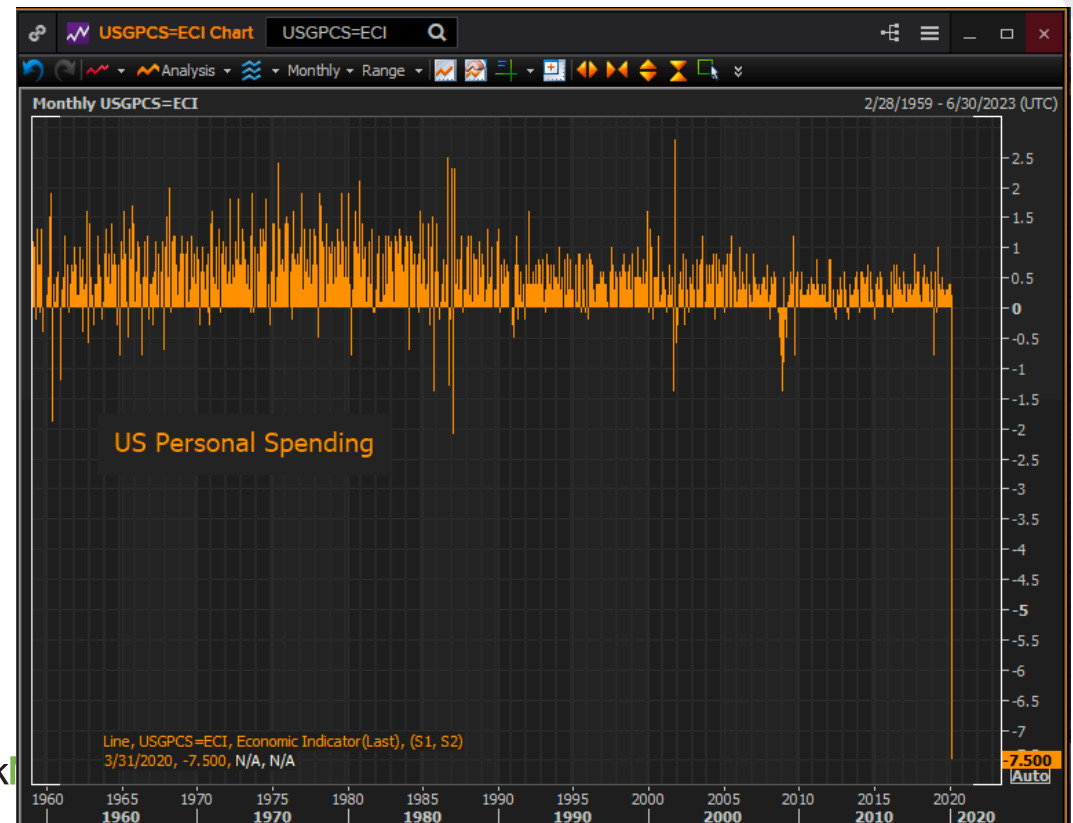 USGPCS=ECI Chart USGPCS=ECI
Analysis Monthly Range
Monthly USGPCS=ECI 2/28/1959 - 6/30/2023 (UTC)
2.5
2
1.5
1
0.5
0
-0.5
-1
-1.5
-2
US Personal Spending
-2.5
-3
-3.5
-4
-4.5
-5
-5.5
-6
-6.5
-7
Line, USGPCS=ECI, Economic Indicator(Last), (S1, S2)
3/31/2020, -7.500, N/A, N/A
-7.500
Auto
k
1960 1965 1970 1975 1980 1985 1990 1995 2000 2005 2010 2015 2020
1960 1970 1980 1990 2000 2010 2020